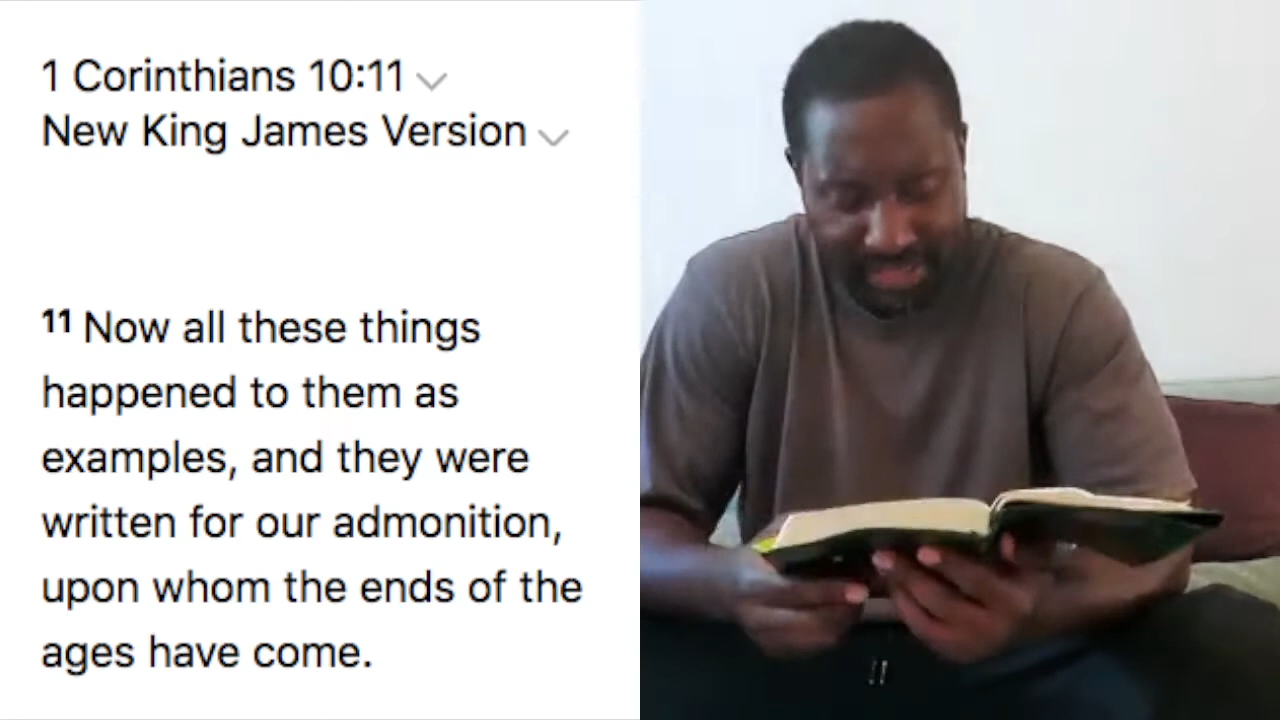 1 Corinthians 10:11
New King James Version
11 Now all these things
happened to them as
examples, and they were
written for our admonition,
upon whom the ends of the
ages have come.